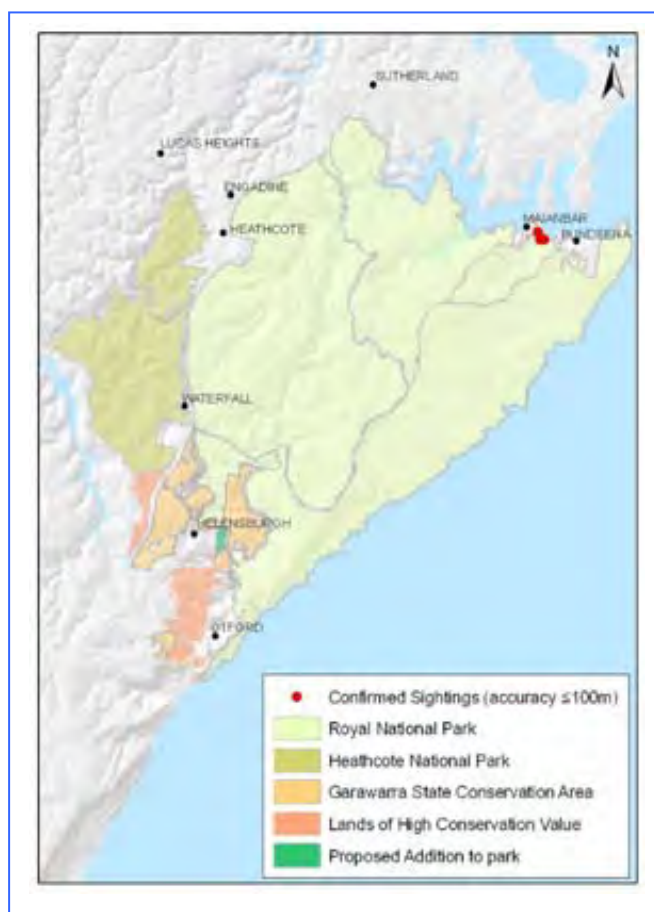 N
SUTHERLAND
LUCAS HEIGHTS
ENGADINE
HEATHCOTE
MAIANBAR
BUNDEENA
WATERFALL
HELENSBURGH
OTFORD
Confirmed Sightings (accuracy ≤100m)
Royal National Park
Heathcote National Park
Garawarra State Conservation Area
Lands of High Conservation Value
Proposed Addition to park